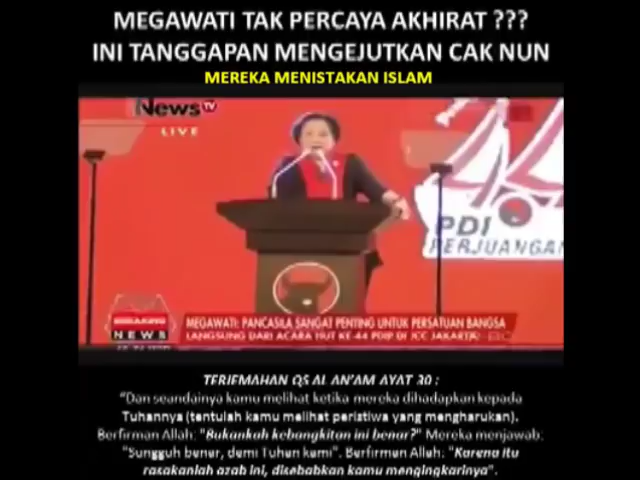 MEGAWATI TAK PERCAYA AKHIRAT ???
INI TANGGAPAN MENGEJUTKAN CAK NUN
MEREKA MENISTAKAN ISLAM
iNews TV
LIVE
PDI
PERJUANGAN
BREAKING
NEWS
MEGAWATI: PANCASILA SANGAT PENTING UNTUK PERSATUAN BANGSA
LANGSUNG DARI ACARA HUT KE-44 PDIP DI JCC JAKARTA
TERJEMAHAN QS AL AN'AM AYAT 30 :
"Dan seandainya kamu melihat ketika mereka dihadapkan kepada
Tuhannya (tentulah kamu melihat peristiwa yang mengharukan).
Berfirman Allah: "Bukankah kebangkitan ini benar?" Mereka menjawab:
"Sungguh benar, demi Tuhan kami". Berfirman Allah: "Karena itu
rasakanlah azab ini, disebabkan kamu mengingkarinya".